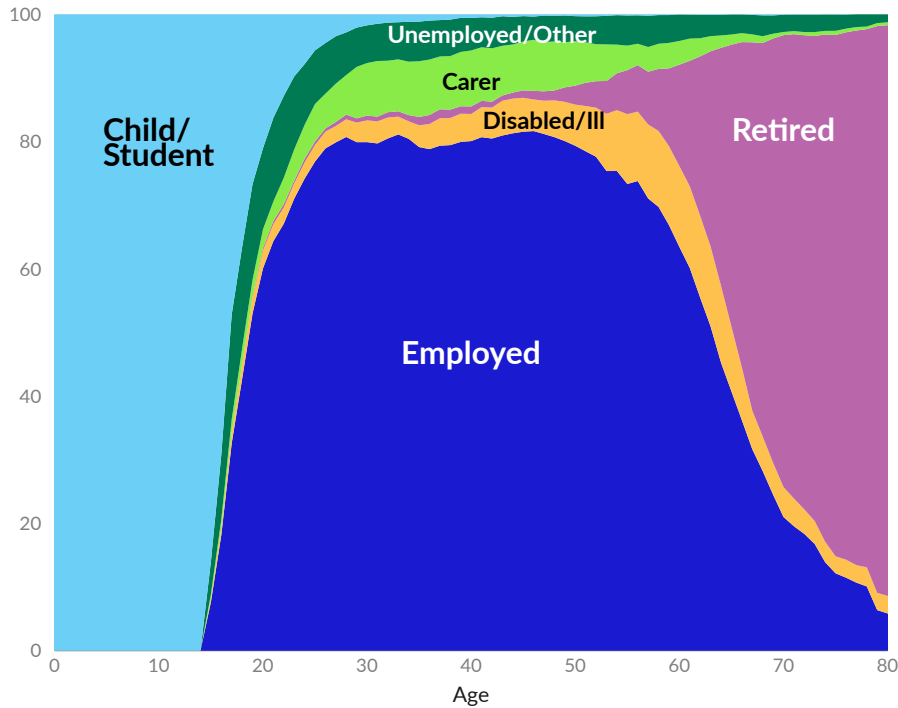 100
Unemployed/Other
Carer
Disabled/Ill
Child/
Student
Retired
80
60
Employed
40
20
0
0 10 20 30 40 50 60 70 80
Age